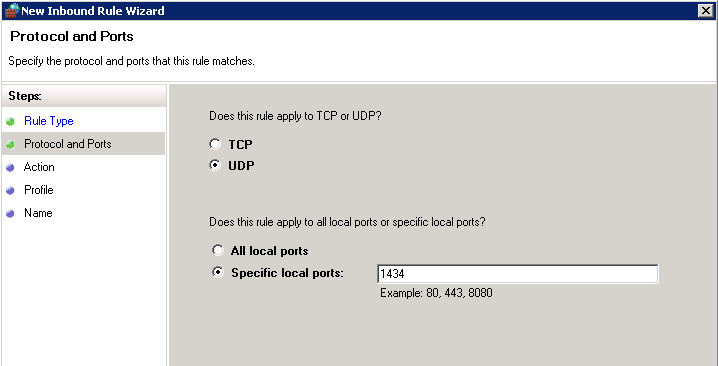 New Inbound Rule Wizard
Protocol and Ports
Specify the protocol and ports that this rule matches.
Steps:
Rule Type
Protocol and Ports
Action
Profile
Name
Does this rule apply to TCP or UDP?
TCP
UDP
Does this rule apply to all local ports or specific local ports?
All local ports
Specific local ports:
1434
Example: 80, 443, 8080